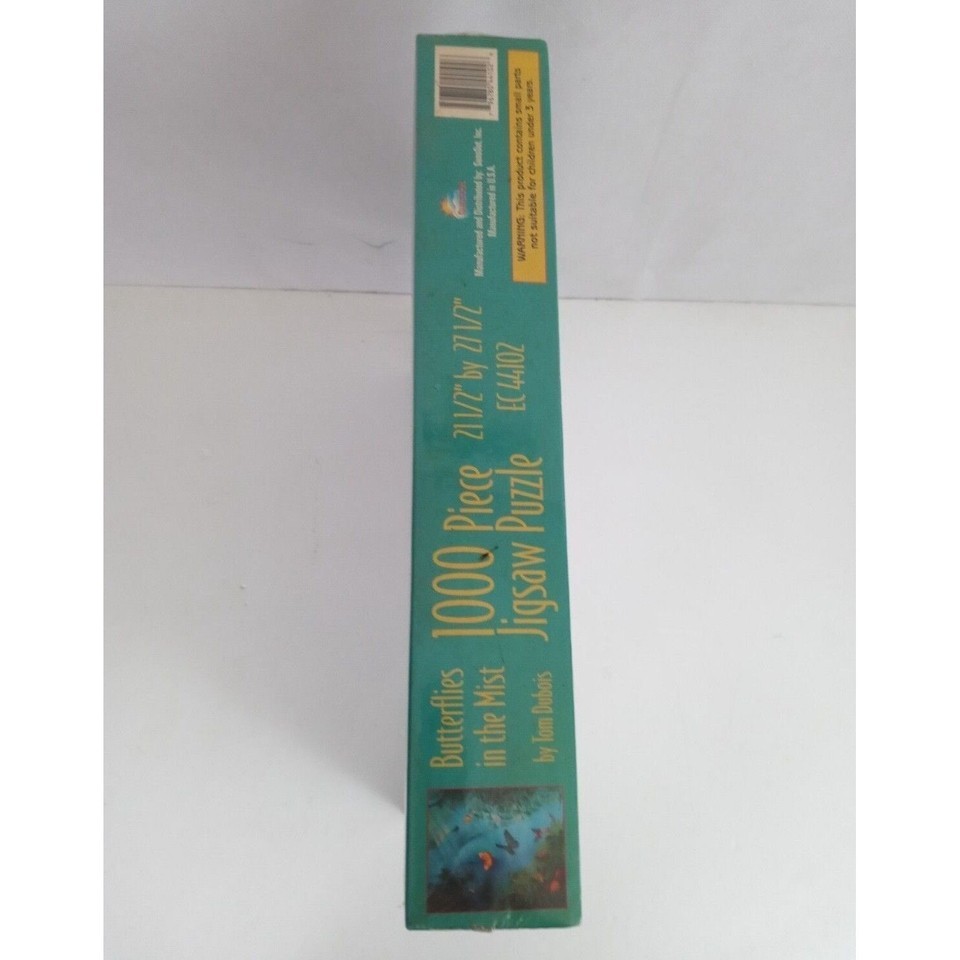 Butterflies
in the Mist
by Tom Dubois
1000 Piece
Jigsaw Puzzle
21 1/2" by 27 1/2"
EC 44102
Manufactured and Distributed by: SunsOut, Inc.
Manufactured in U.S.A.
WARNING: This product contains small parts
not suitable for children under 3 years.